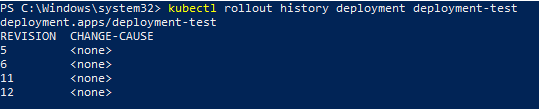 PS C:\Windows\system32> kubectl rollout history deployment deployment-test
deployment.apps/deployment-test
REVISION  CHANGE-CAUSE
5         <none>
6         <none>
11        <none>
12        <none>